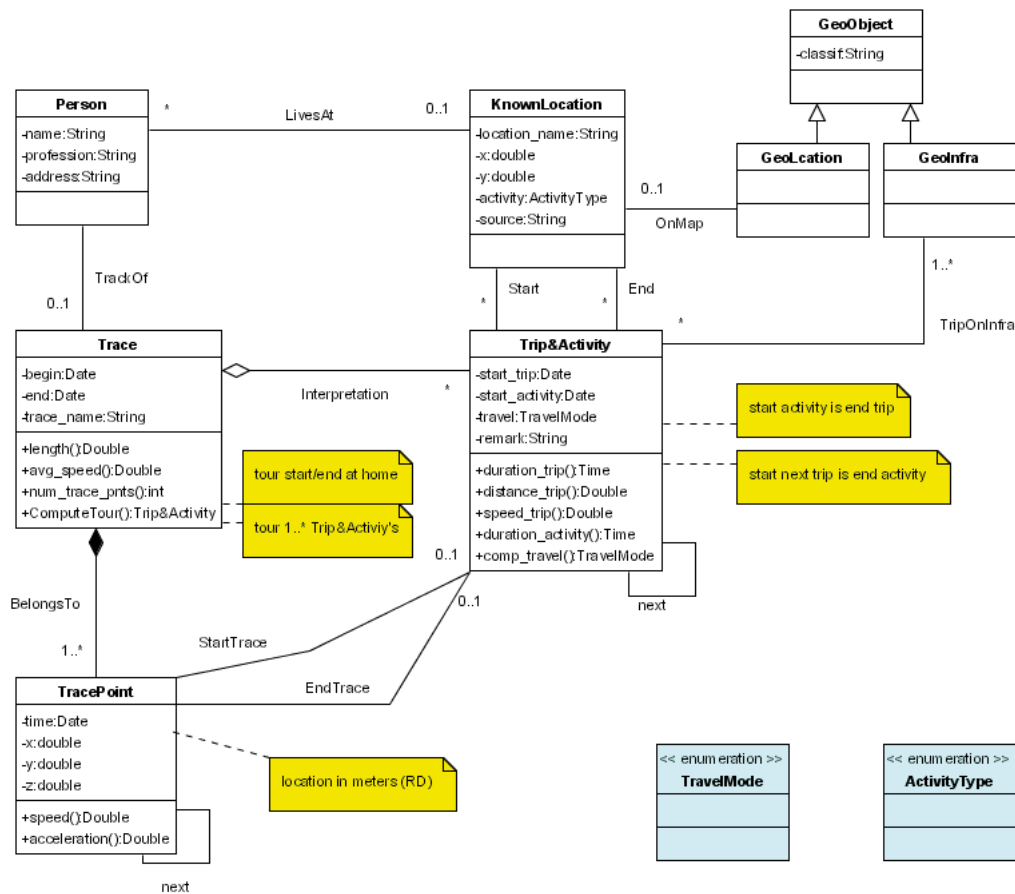 GeoObject
-classif:String
Person
-name:String
-profession:String
-address:String
*
LivesAt
0..1
KnownLocation
-location_name:String
-x:double
-y:double
-activity:ActivityType
-source:String
GeoLcation
GeoInfra
0..1
OnMap
1..*
TrackOf
0..1
Start
*
End
*
*
TripOnInfra
Trace
-begin:Date
-end:Date
-trace_name:String
+length():Double
+avg_speed():Double
+num_trace_pnts():int
+ComputeTour():Trip&Activity
Interpretation
*
Trip&Activity
-start_trip:Date
-start_activity:Date
-travel:TravelMode
-remark:String
+duration_trip():Time
+distance_trip():Double
+speed_trip():Double
+duration_activity():Time
+comp_travel():TravelMode
start activity is end trip
start next trip is end activity
tour start/end at home
tour 1..* Trip&Activiy's
0..1
0..1
next
BelongsTo
1..*
StartTrace
EndTrace
TracePoint
-time:Date
-x:double
-y:double
-z:double
+speed():Double
+acceleration():Double
next
location in meters (RD)
<< enumeration >>
TravelMode
<< enumeration >>
ActivityType